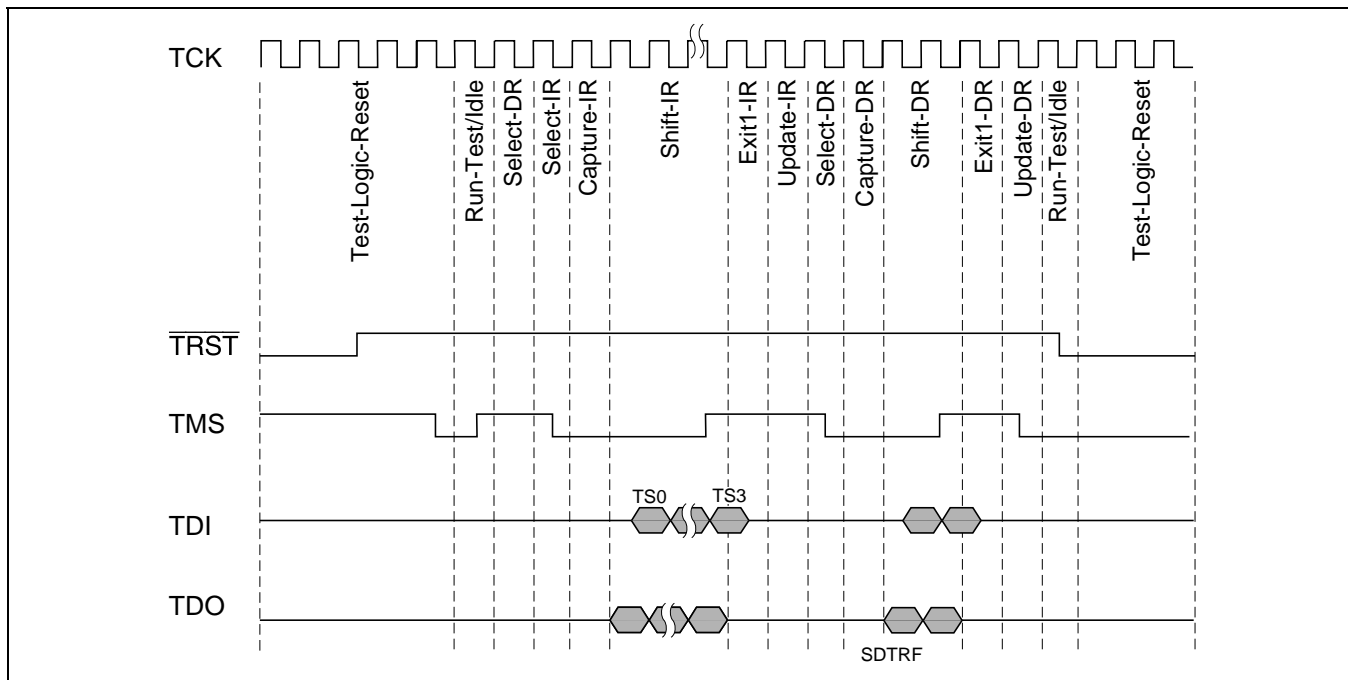 TCK
Test-Logic-Reset
Run-Test/Idle
Select-DR
Select-IR
Capture-IR
Shift-IR
Exit1-IR
Update-IR
Select-DR
Capture-DR
Shift-DR
Exit1-DR
Update-DR
Run-Test/Idle
Test-Logic-Reset
TRST
TMS
TS0
TS3
TDI
TDO
SDTRF